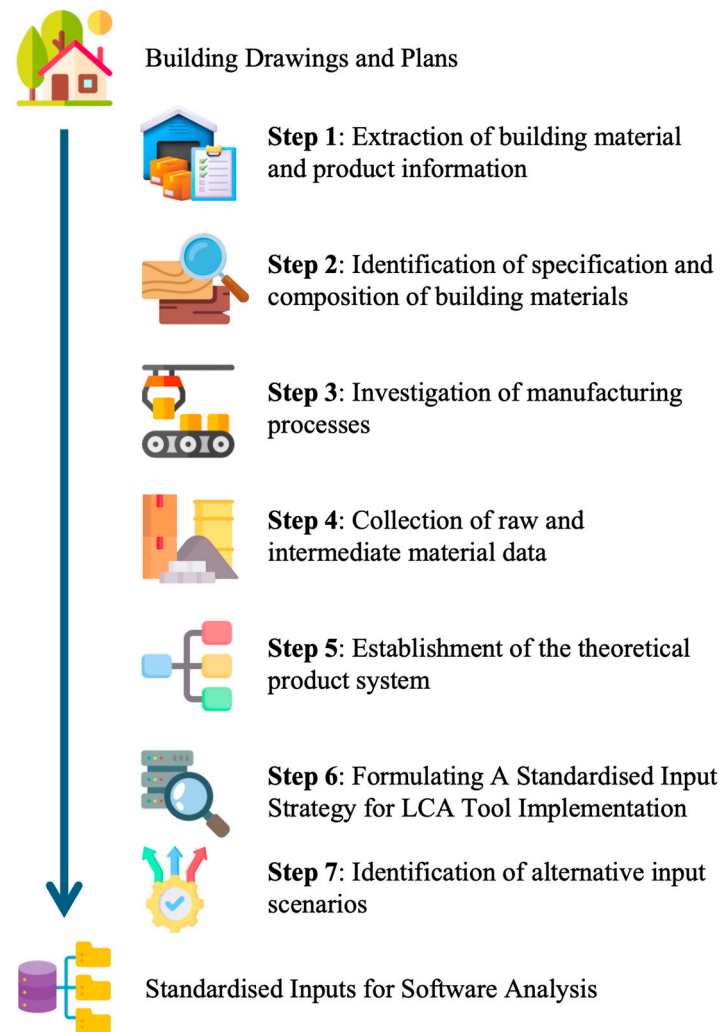 Building Drawings and Plans
Step 1: Extraction of building material
and product information
Step 2: Identification of specification and
composition of building materials
Step 3: Investigation of manufacturing
processes
Step 4: Collection of raw and
intermediate material data
Step 5: Establishment of the theoretical
product system
Step 6: Formulating A Standardised Input
Strategy for LCA Tool Implementation
Step 7: Identification of alternative input
scenarios
Standardised Inputs for Software Analysis